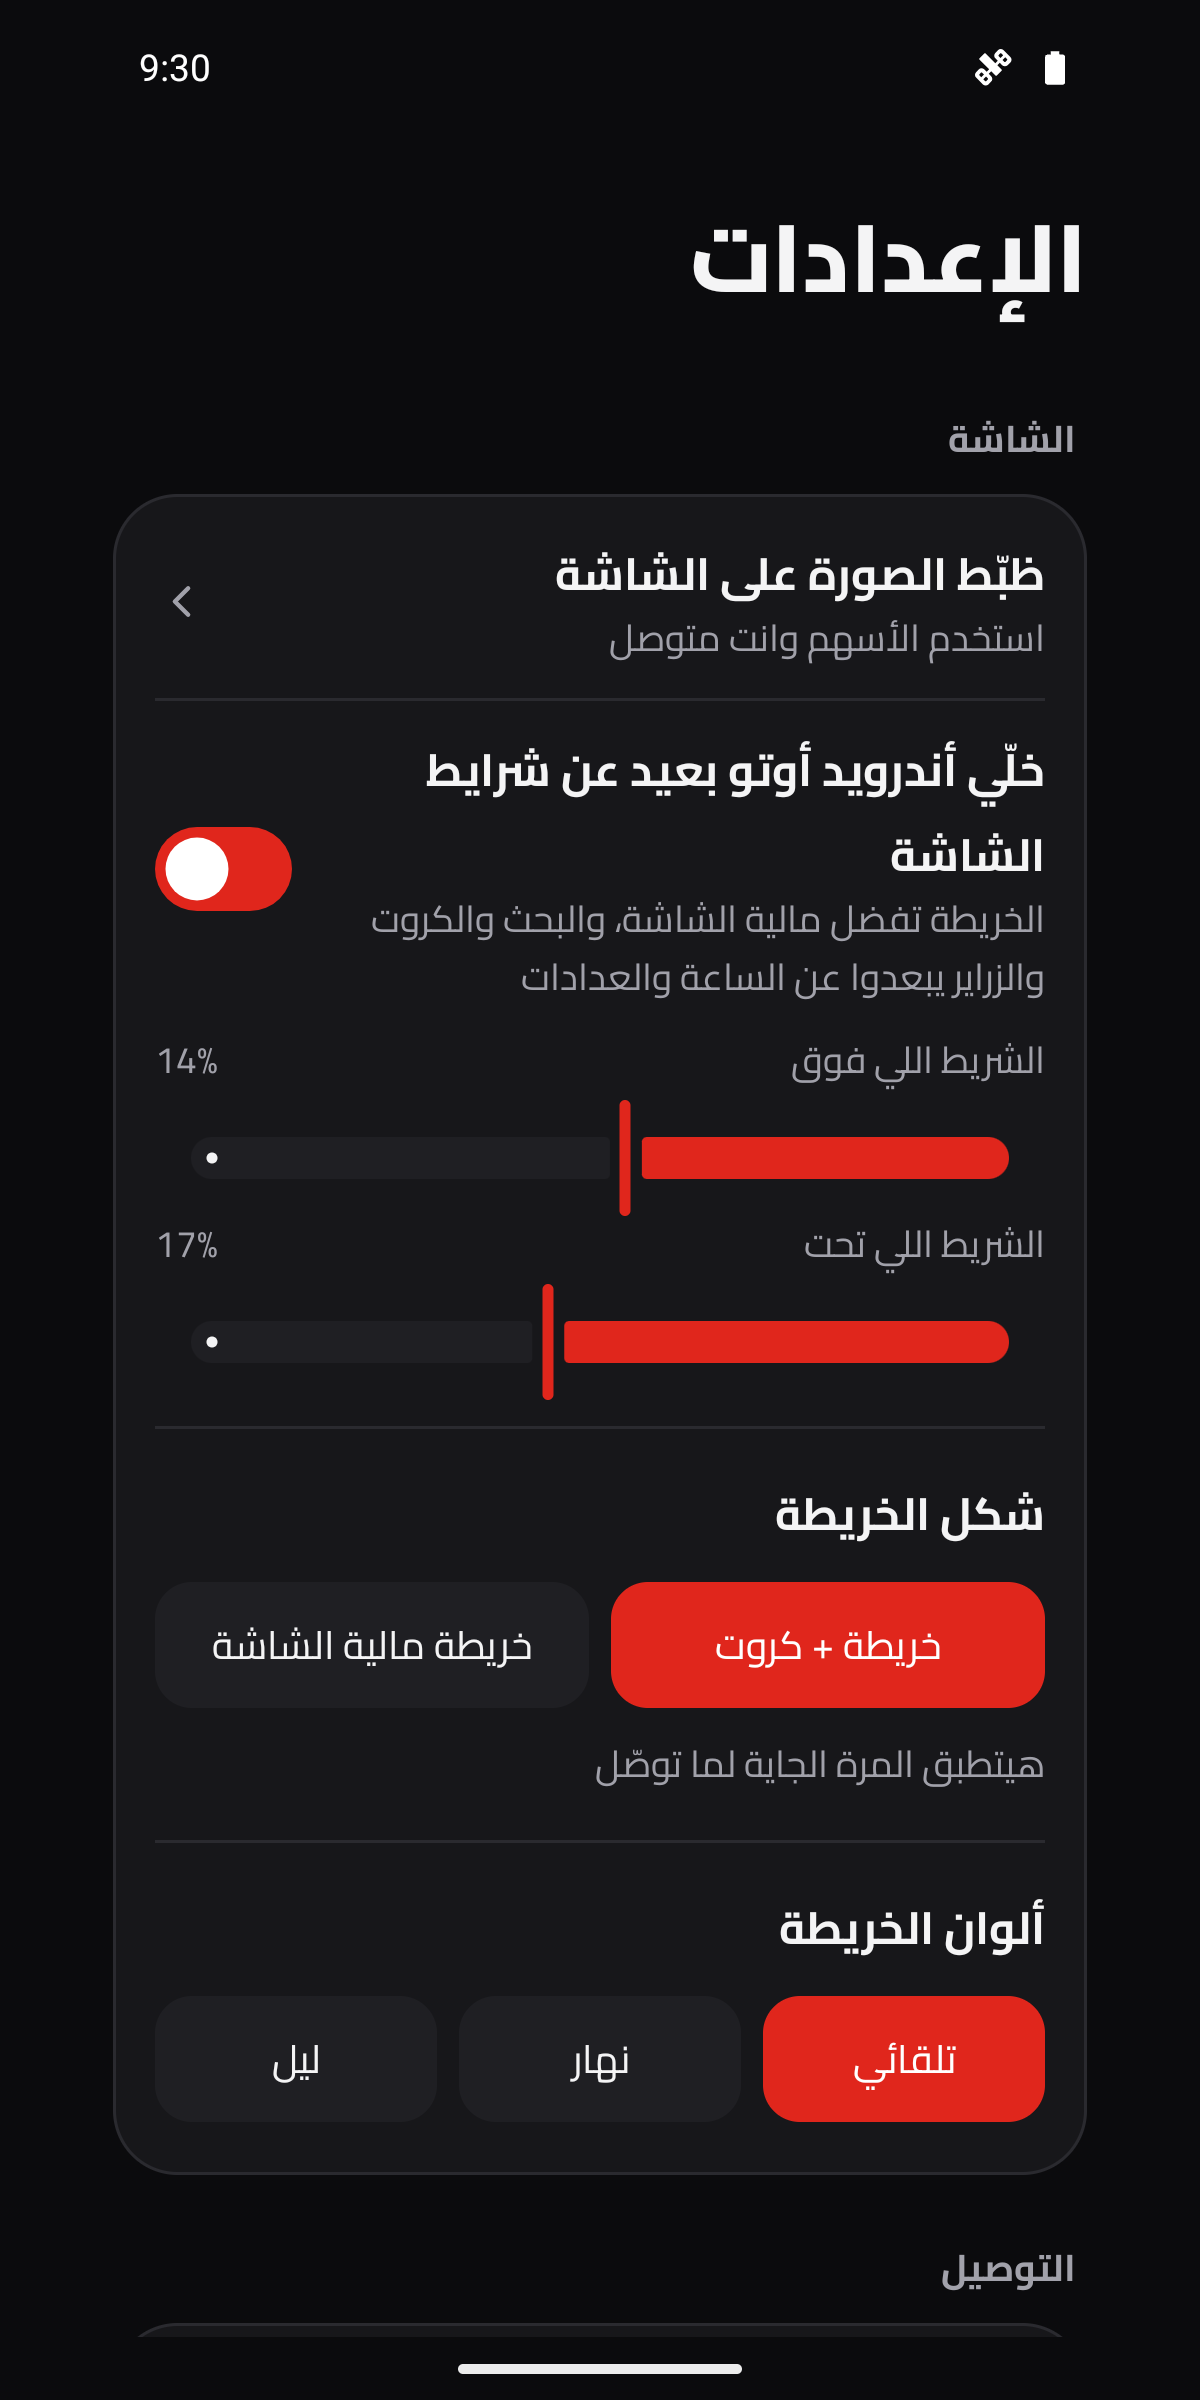 9:30
الإعدادات
الشاشة
ظبّط الصورة على الشاشة
استخدم الأسهم وانت متوصل
خلّي أندرويد أوتو بعيد عن شرايط
الشاشة
الخريطة تفضل مالية الشاشة، والبحث والكروت
والزراير يبعدوا عن الساعة والعدادات
الشريط اللي فوق 14%
الشريط اللي تحت 17%
شكل الخريطة
خريطة + كروت
خريطة مالية الشاشة
هيتطبق المرة الجاية لما توصّل
ألوان الخريطة
تلقائي
نهار
ليل
التوصيل